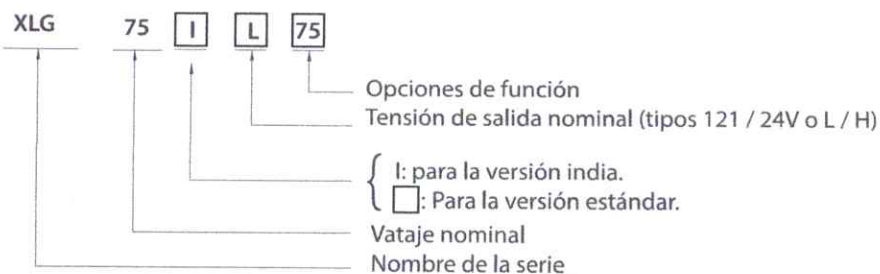 XLG 75 I L 75
Opciones de función
Tensión de salida nominal (tipos 121 / 24V o L / H)
I: para la versión india.
: Para la versión estándar.
Vataje nominal
Nombre de la serie